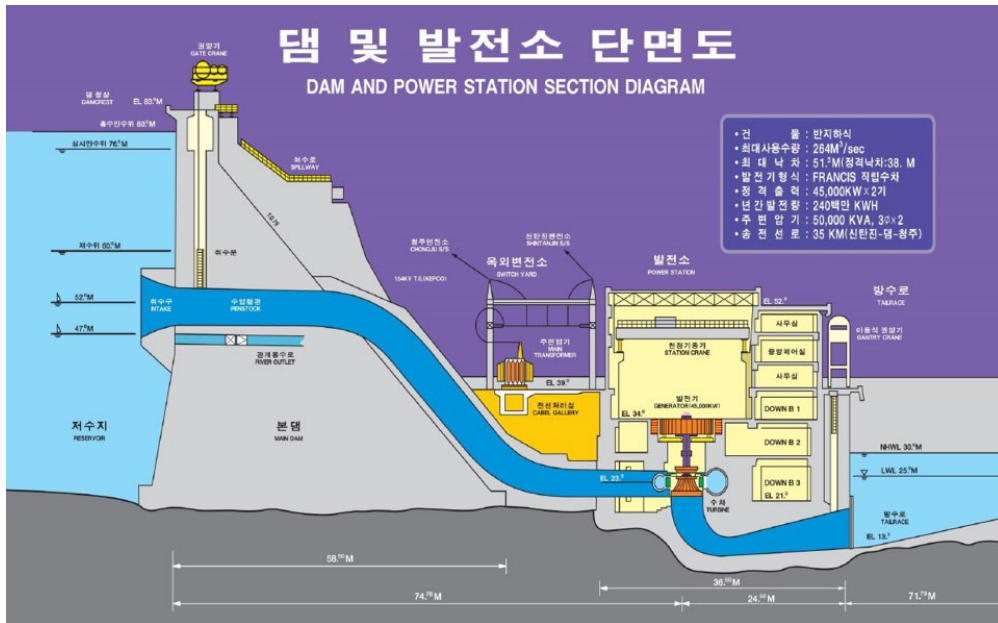 댐 및 발전소 단면도
DAM AND POWER STATION SECTION DIAGRAM
권양기
GATE CRANE
댐 정상
DAMCREST
EL 83.⁰M
홍수만수위 80.⁰M
상시만수위 76.⁵M
여수로
SPILLWAY
• 건 물 : 반지하식
• 최대사용수량 : 264M³/sec
• 최 대 낙 차 : 51.⁵M(정격낙차:38. M
• 발전기형식 : FRANCIS 직립수차
• 정 격 출 력 : 45,000KW×2기
• 년간발전량 : 240백만 KWH
• 주 변 압 기 : 50,000 KVA, 3∅×2
• 송 전 선 로 : 35 KM(신탄진~댐~청주)
저수위 60.⁰M
취수문
청주변전소
CHONGJU S/S
신탄진변전소
SHINTANJIN S/S
154KV T/L(KEPCO)
옥외변전소
SWITCH YARD
발전소
POWER STATION
방수로
TAILRACE
52.⁰M
47.⁰M
취수구
INTAKE
수압철관
PENSTOCK
관개용수로
RIVER OUTLET
주변압기
MAIN
TRANSFORMER
EL 52.⁰
사무실
천정기중기
STATION CRANE
중앙제어실
이동식 권양기
GANTRY CRANE
사무실
EL 39.⁰
전선처리실
CABEL GALLERY
발전기
GENERATOR(45,000KW)
EL 34.⁰
DOWN B 1
DOWN B 2
DOWN B 3
EL 21.⁰
저수지
RESERVOIR
본댐
MAIN DAM
NHWL 30.⁰M
LWL 25.⁰M
EL 23.⁵
수 차
TURBINE
방수로
TAILRACE
58.⁵⁰M
36.⁵⁰M
74.⁷⁸M
71.⁷⁹M